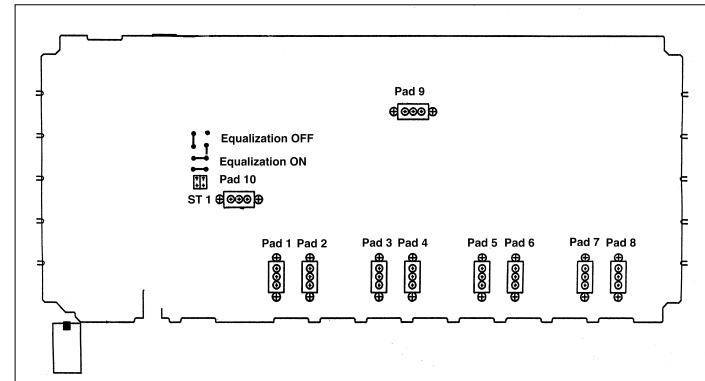 Pad 9
Equalization OFF
Equalization ON
Pad 10
ST 1
Pad 1 Pad 2 Pad 3 Pad 4 Pad 5 Pad 6 Pad 7 Pad 8